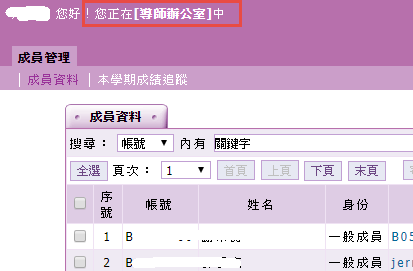 您好！您正在[導師辦公室]中
成員管理
成員資料 | 本學期成績追蹤
成員資料
搜尋： 帳號 內有 關鍵字
全選 頁次： 1 首頁 上頁 下頁 末頁
序號 帳號 姓名 身份
1 B 一般成員 B05
2 B 一般成員 jer